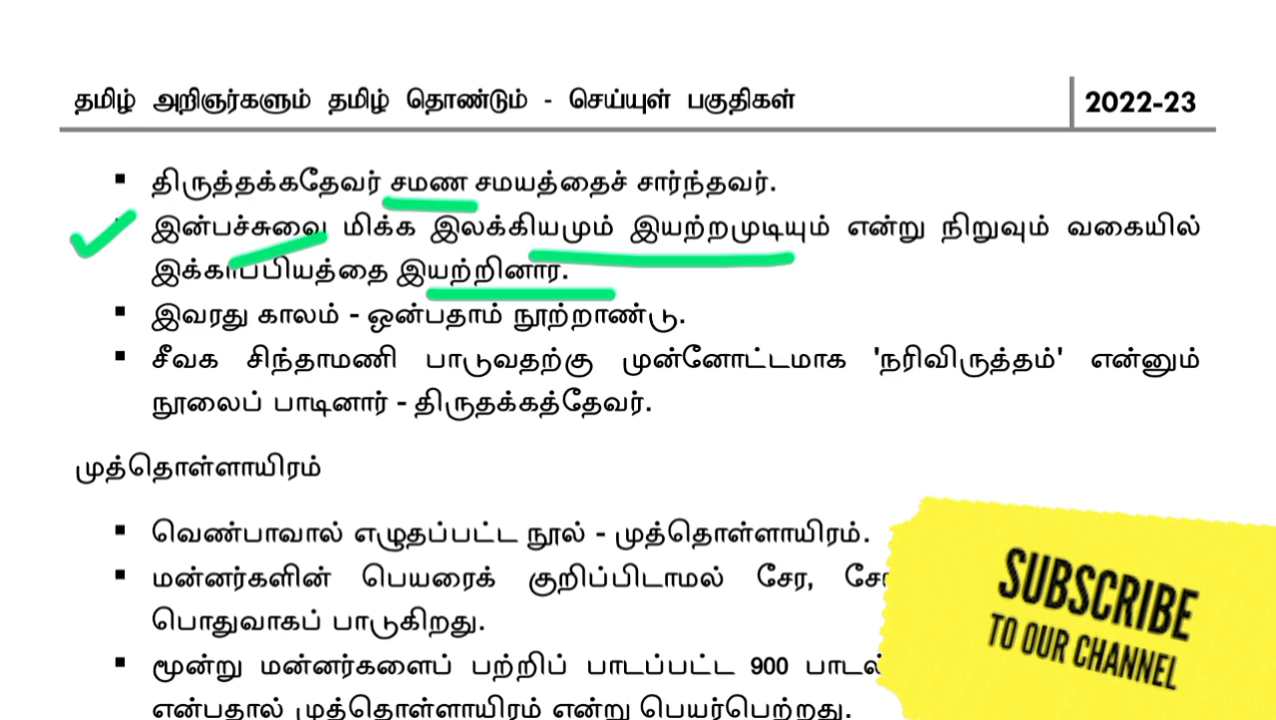 தமிழ் அறிஞர்களும் தமிழ் தொண்டும் - செய்யுள் பகுதிகள்
2022-23
▪ திருத்தக்கதேவர் சமண சமயத்தைச் சார்ந்தவர்.
இன்பச்சுவை மிக்க இலக்கியமும் இயற்றமுடியும் என்று நிறுவும் வகையில்
இக்காப்பியத்தை இயற்றினார்.
▪ இவரது காலம் - ஒன்பதாம் நூற்றாண்டு.
▪ சீவக சிந்தாமணி பாடுவதற்கு முன்னோட்டமாக 'நரிவிருத்தம்' என்னும்
நூலைப் பாடினார் - திருதக்கத்தேவர்.
முத்தொள்ளாயிரம்
▪ வெண்பாவால் எழுதப்பட்ட நூல் - முத்தொள்ளாயிரம்.
▪ மன்னர்களின் பெயரைக் குறிப்பிடாமல் சேர,
பொதுவாகப் பாடுகிறது.
▪ மூன்று மன்னர்களைப் பற்றிப் பாடப்பட்ட 900
என்பதால் முத்தொள்ளாயிரம் என்று பெயர்பெற்றது.
SUBSCRIBE
TO OUR CHANNEL